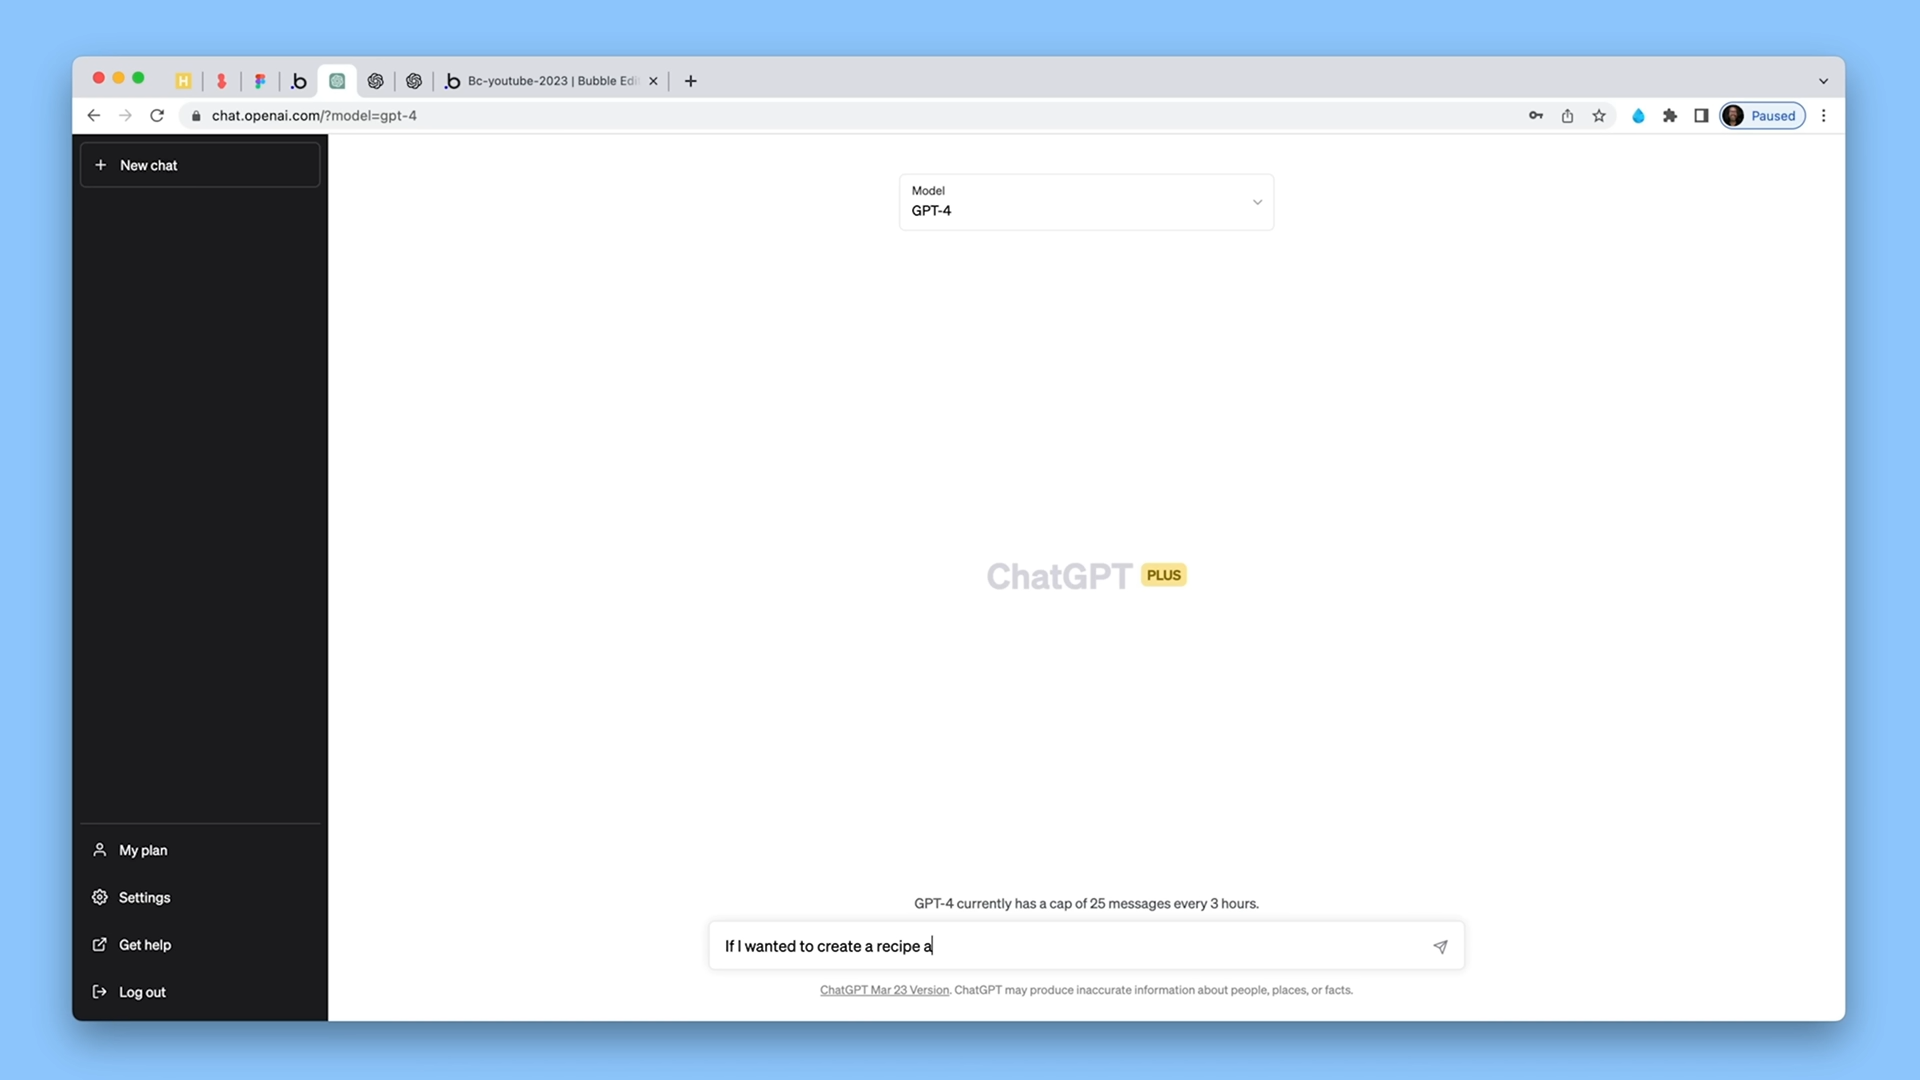 H
b
b
Bc-youtube-2023 | Bubble Edi
chat.openai.com/?model=gpt-4
Paused
New chat
Model
GPT-4
ChatGPT PLUS
My plan
Settings
Get help
Log out
GPT-4 currently has a cap of 25 messages every 3 hours.
If I wanted to create a recipe a
ChatGPT Mar 23 Version. ChatGPT may produce inaccurate information about people, places, or facts.